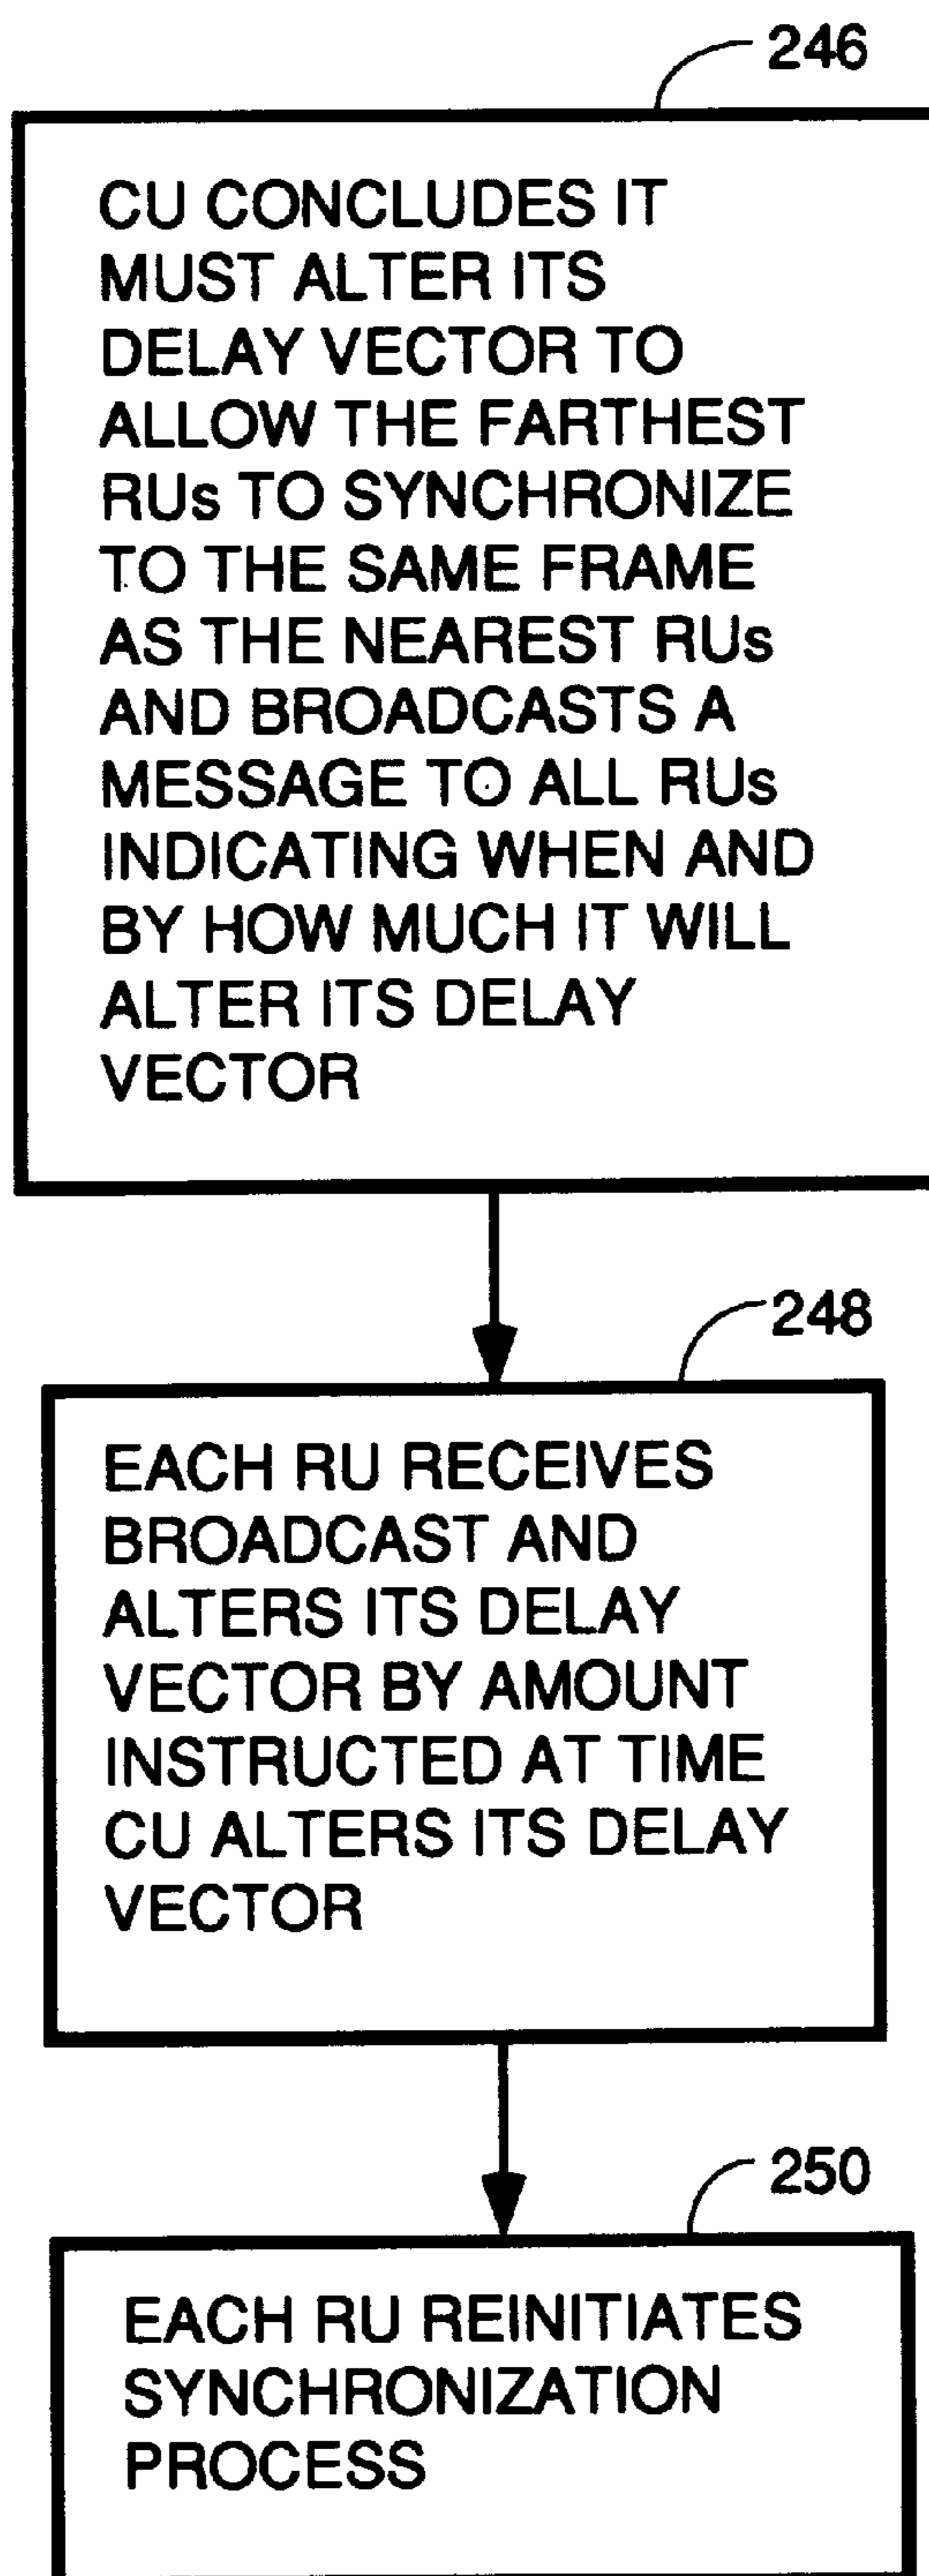 246
CU CONCLUDES IT
MUST ALTER ITS
DELAY VECTOR TO
ALLOW THE FARTHEST
RUs TO SYNCHRONIZE
TO THE SAME FRAME
AS THE NEAREST RUs
AND BROADCASTS A
MESSAGE TO ALL RUs
INDICATING WHEN AND
BY HOW MUCH IT WILL
ALTER ITS DELAY
VECTOR
248
EACH RU RECEIVES
BROADCAST AND
ALTERS ITS DELAY
VECTOR BY AMOUNT
INSTRUCTED AT TIME
CU ALTERS ITS DELAY
VECTOR
250
EACH RU REINITIATES
SYNCHRONIZATION
PROCESS